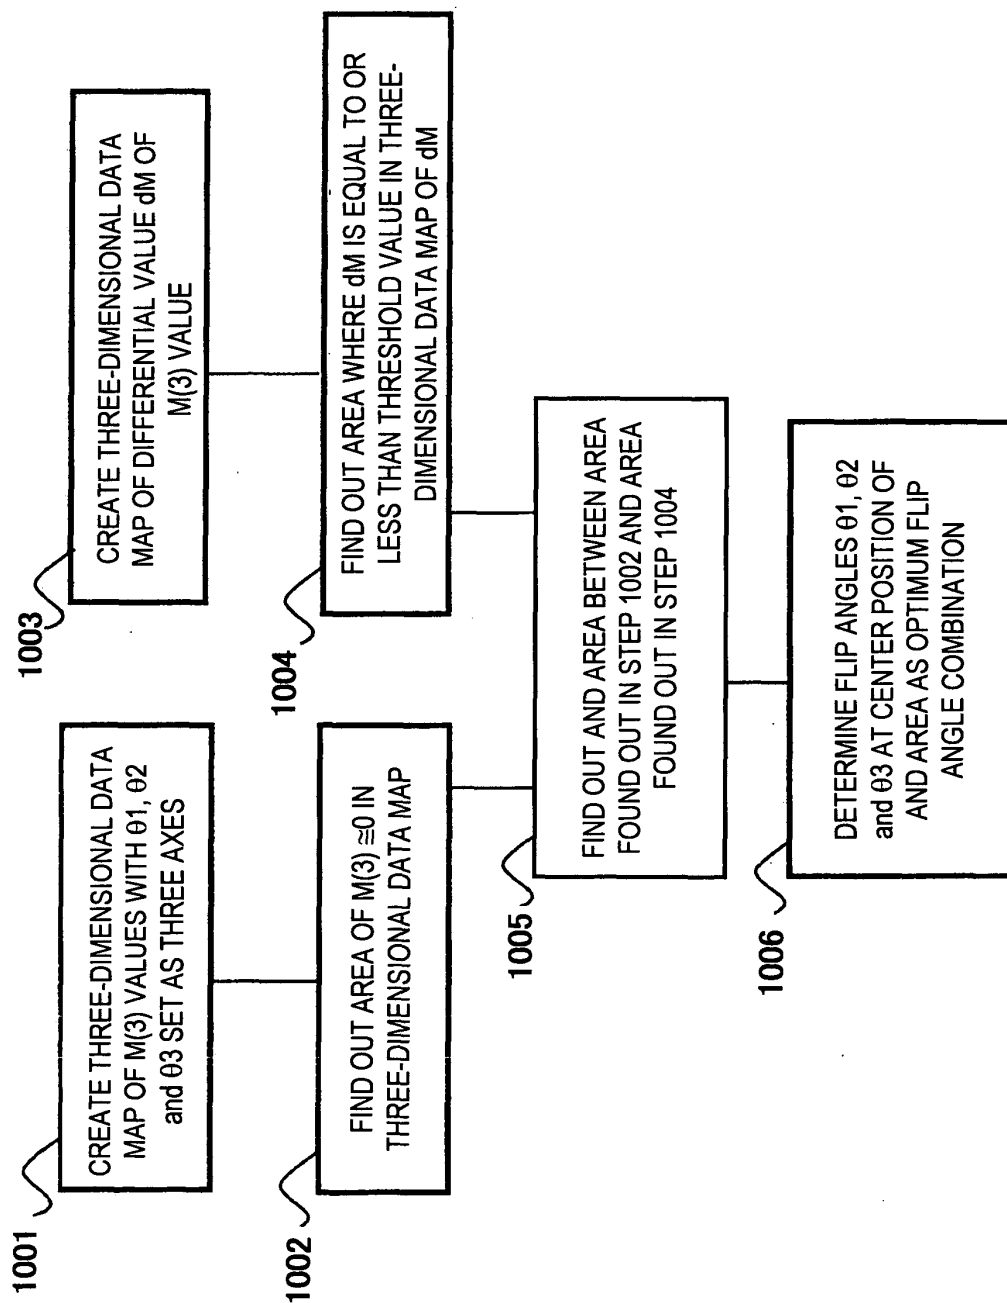 1001
CREATE THREE-DIMENSIONAL DATA
MAP OF M(3) VALUES WITH θ1, θ2
and θ3 SET AS THREE AXES
1002
FIND OUT AREA OF M(3) ≅0 IN
THREE-DIMENSIONAL DATA MAP
1003
CREATE THREE-DIMENSIONAL DATA
MAP OF DIFFERENTIAL VALUE dM OF
M(3) VALUE
1004
FIND OUT AREA WHERE dM IS EQUAL TO OR
LESS THAN THRESHOLD VALUE IN THREE-
DIMENSIONAL DATA MAP OF dM
1005
FIND OUT AND AREA BETWEEN AREA
FOUND OUT IN STEP 1002 AND AREA
FOUND OUT IN STEP 1004
1006
DETERMINE FLIP ANGLES θ1, θ2
and θ3 AT CENTER POSITION OF
AND AREA AS OPTIMUM FLIP
ANGLE COMBINATION